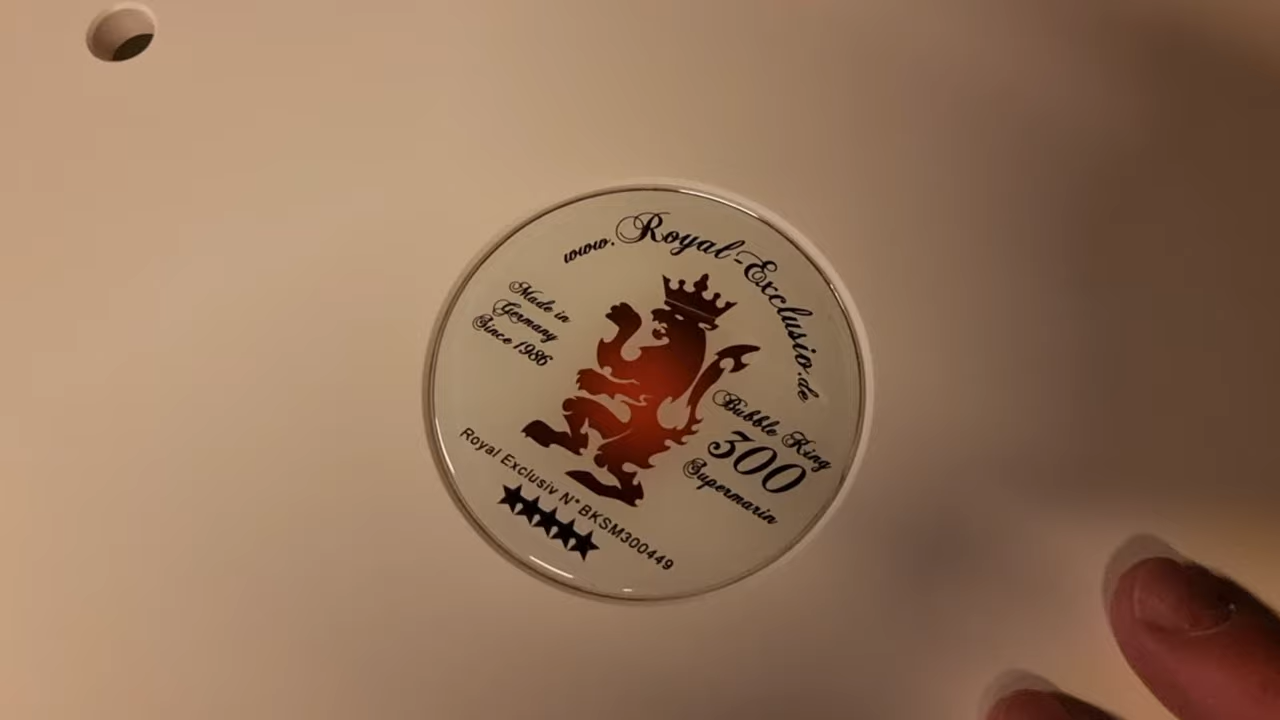 www.Royal-Exclusiv.de
Made in
Germany
Since 1986
Bubble King
300
Supermarin
Royal Exclusiv N° BKSM300449